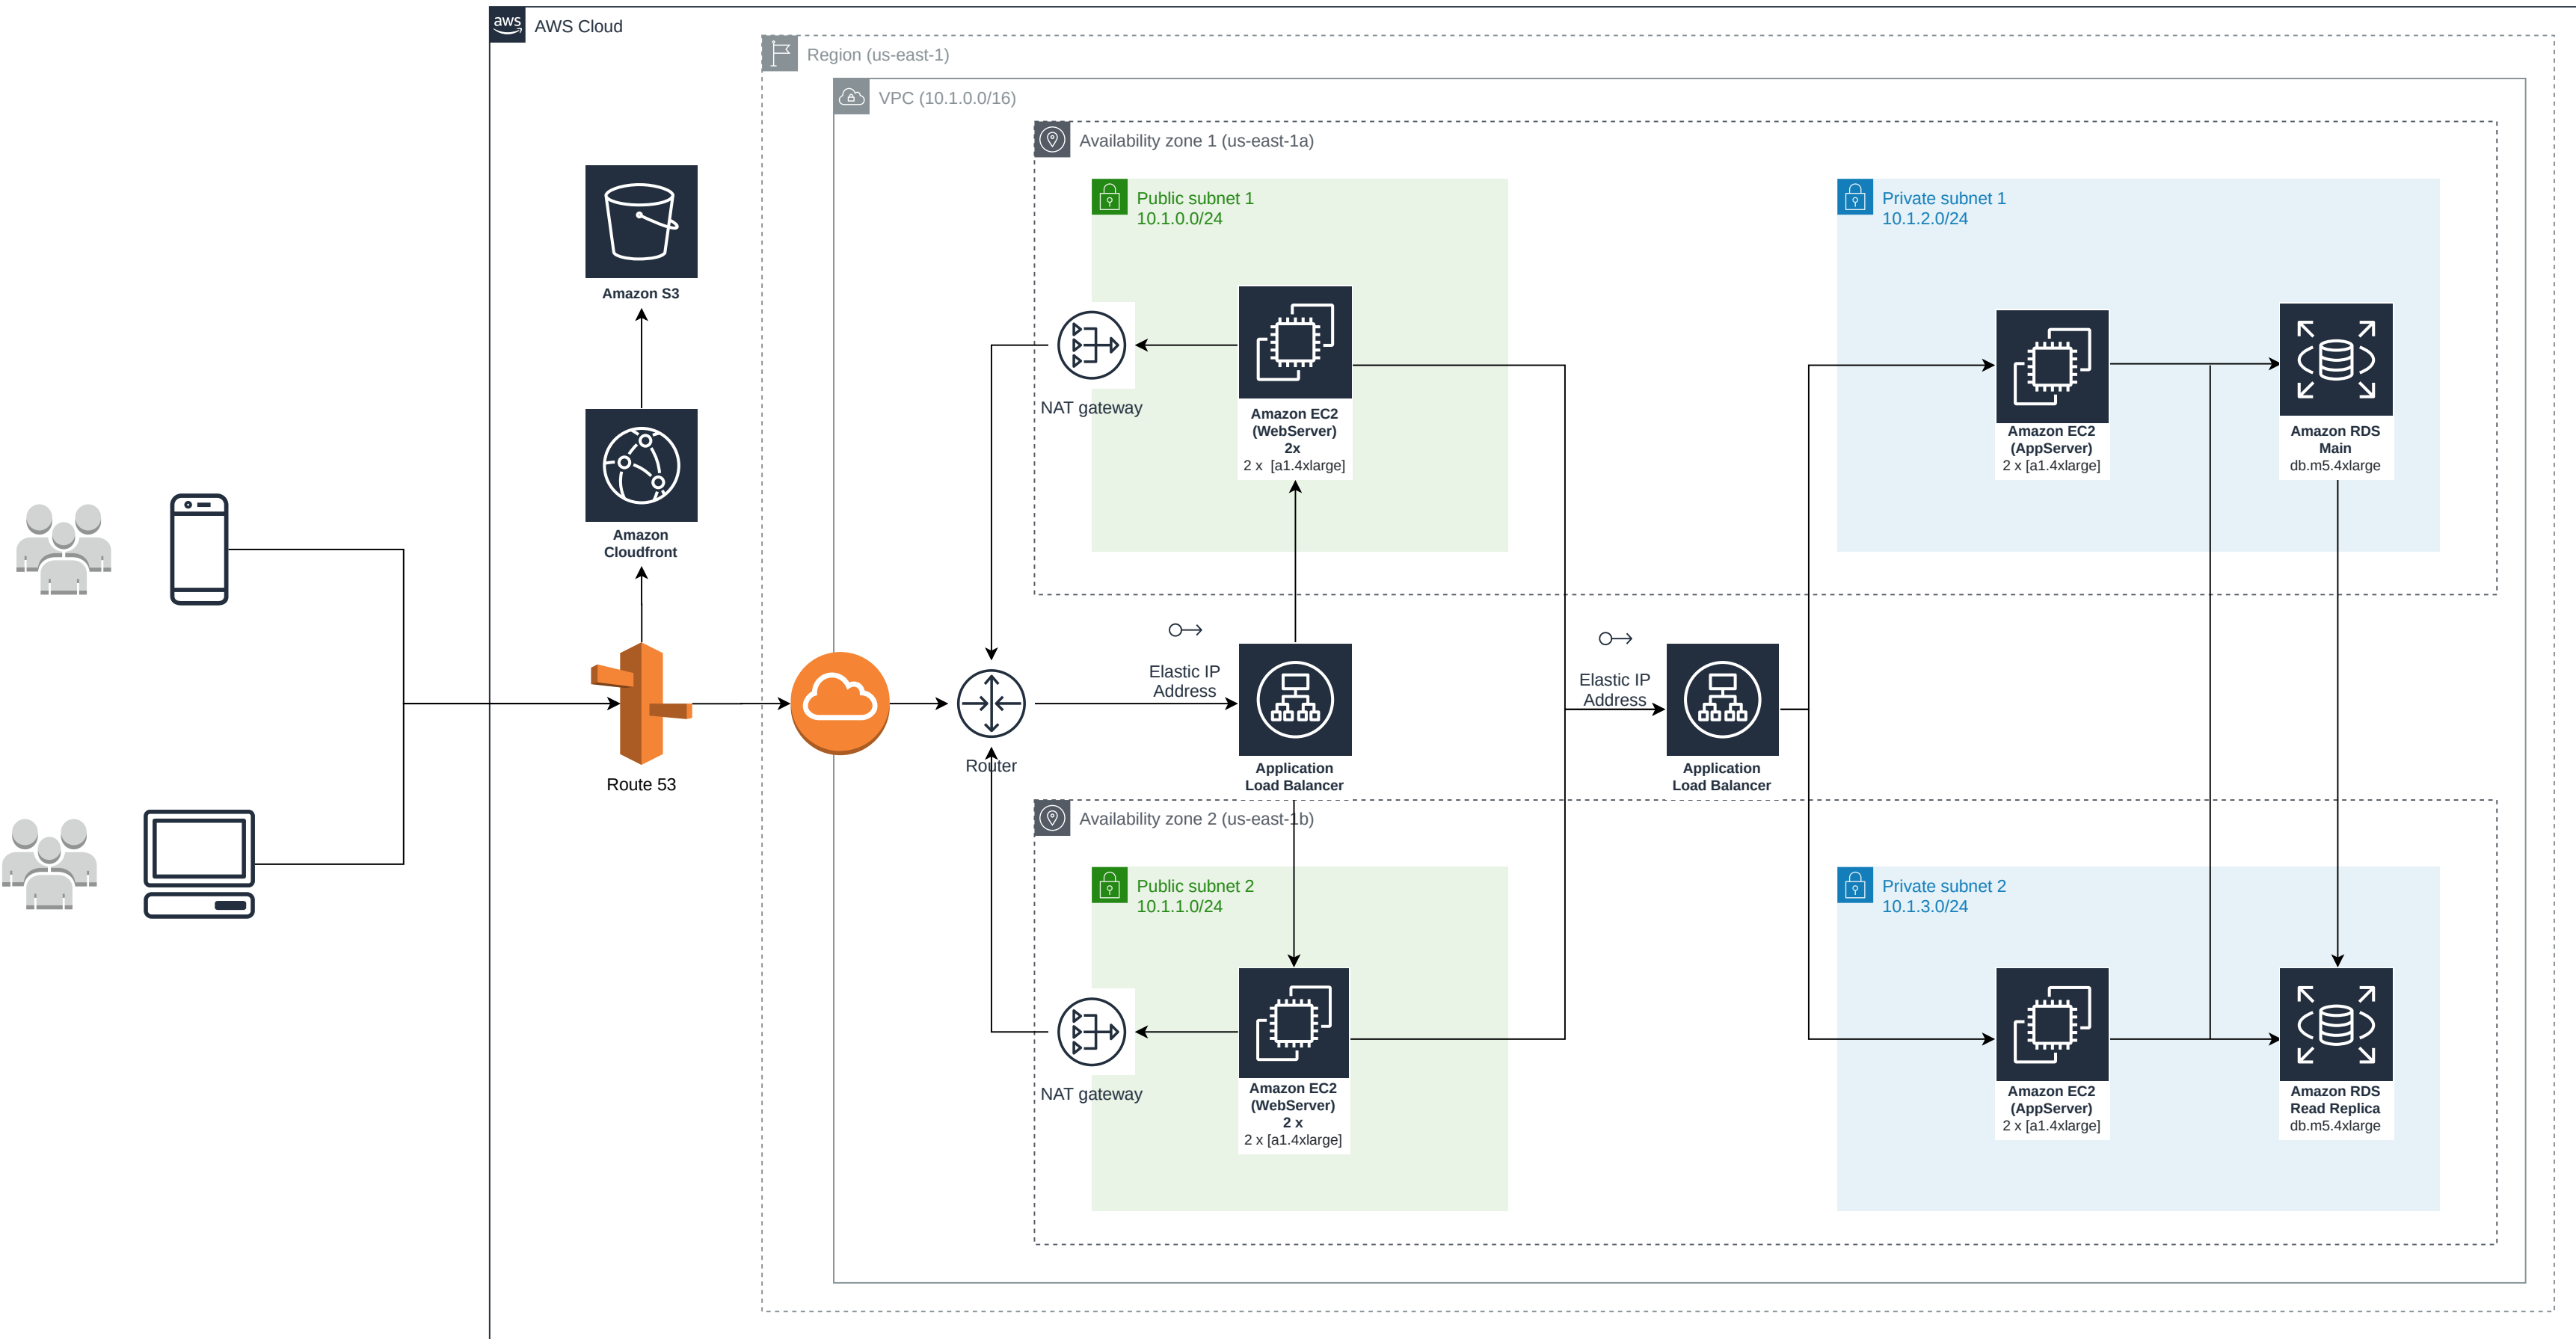 aws
AWS Cloud
Region (us-east-1)
VPC (10.1.0.0/16)
Availability zone 1 (us-east-1a)
Public subnet 1
10.1.0.0/24
Private subnet 1
10.1.2.0/24
Amazon S3
NAT gateway
Amazon EC2
(WebServer)
2x
2 x [a1.4xlarge]
Amazon EC2
(AppServer)
2 x [a1.4xlarge]
Amazon RDS
Main
db.m5.4xlarge
Amazon
Cloudfront
Elastic IP
Address
Elastic IP
Address
Route 53
Router
Application
Load Balancer
Application
Load Balancer
Availability zone 2 (us-east-1b)
Public subnet 2
10.1.1.0/24
Private subnet 2
10.1.3.0/24
NAT gateway
Amazon EC2
(WebServer)
2 x
2 x [a1.4xlarge]
Amazon EC2
(AppServer)
2 x [a1.4xlarge]
Amazon RDS
Read Replica
db.m5.4xlarge